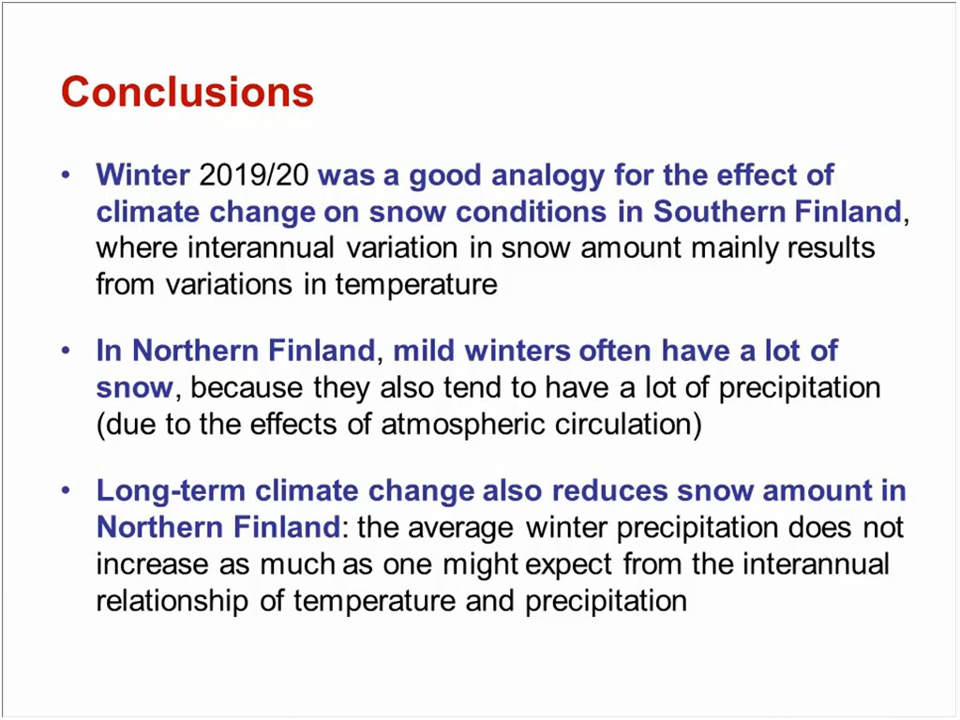 Conclusions
• Winter 2019/20 was a good analogy for the effect of
climate change on snow conditions in Southern Finland,
where interannual variation in snow amount mainly results
from variations in temperature
• In Northern Finland, mild winters often have a lot of
snow, because they also tend to have a lot of precipitation
(due to the effects of atmospheric circulation)
• Long-term climate change also reduces snow amount in
Northern Finland: the average winter precipitation does not
increase as much as one might expect from the interannual
relationship of temperature and precipitation